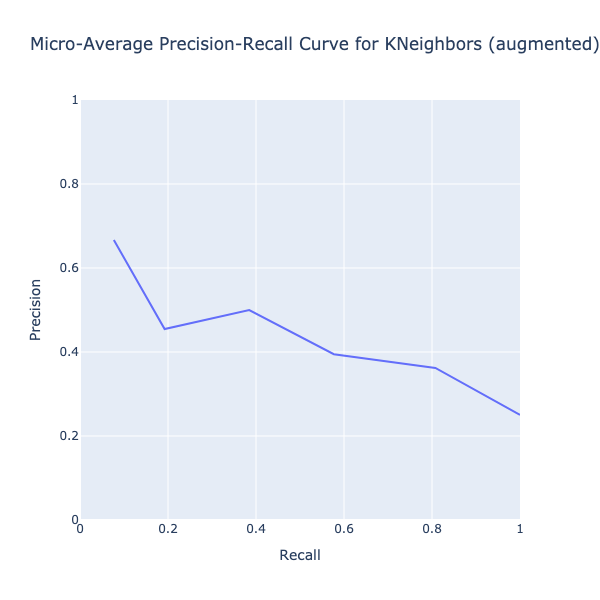 Micro-Average Precision-Recall Curve for KNeighbors (augmented)
1
0.8
0.6
0.4
0.2
0
Precision
0 0.2 0.4 0.6 0.8 1
Recall